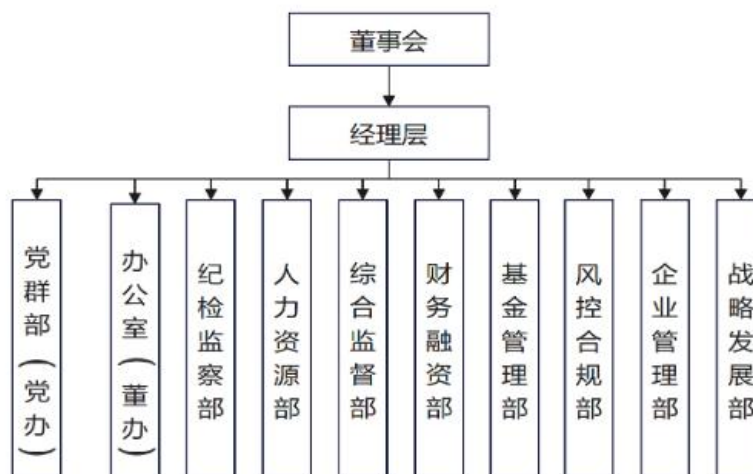 董事会
经理层
党群部（党办）
办公室（董办）
纪检监察部
人力资源部
综合监督部
财务融资部
基金管理部
风控合规部
企业管理部
战略发展部